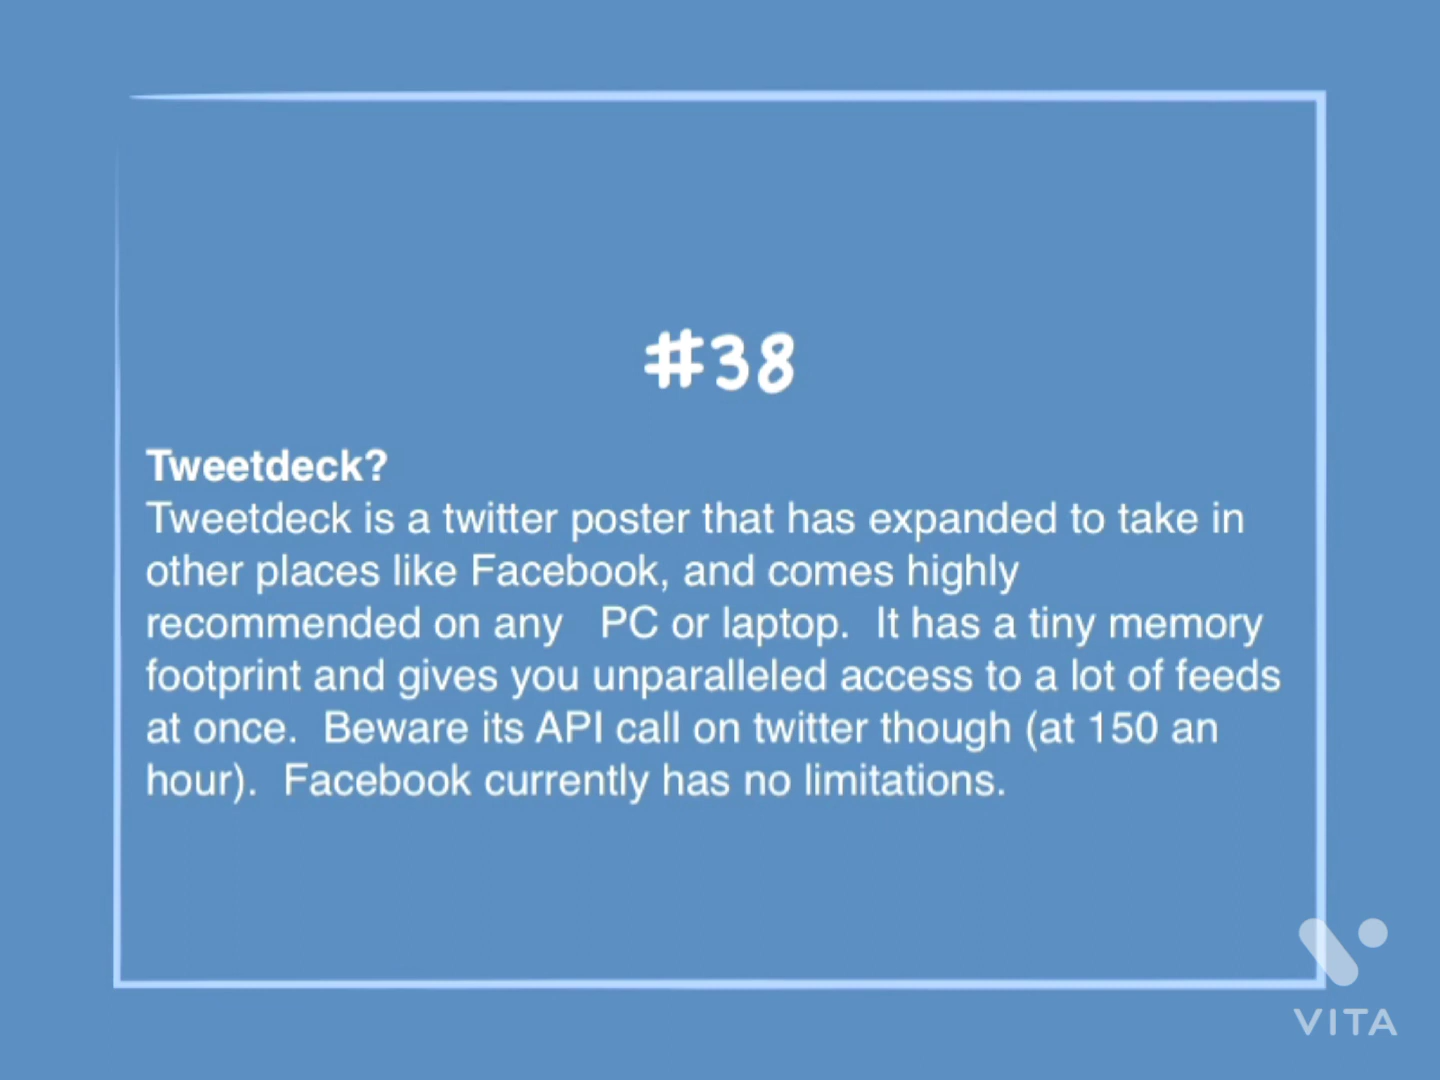 #38
Tweetdeck?
Tweetdeck is a twitter poster that has expanded to take in
other places like Facebook, and comes highly
recommended on any   PC or laptop.  It has a tiny memory
footprint and gives you unparalleled access to a lot of feeds
at once.  Beware its API call on twitter though (at 150 an
hour).  Facebook currently has no limitations.
VITA